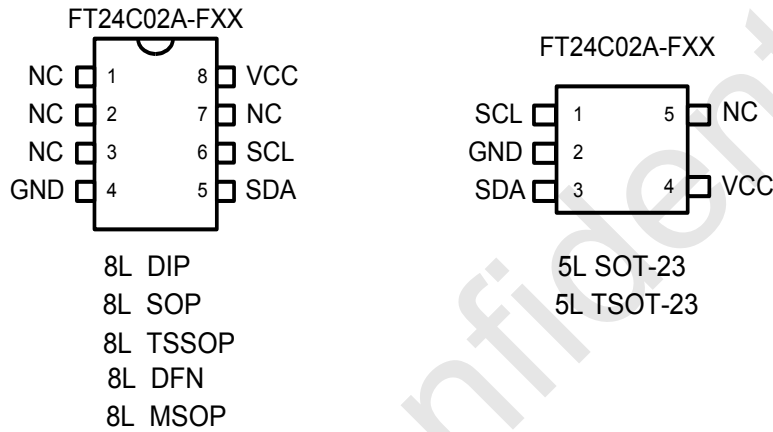 FT24C02A-FXX
NC 1 8 VCC
NC 2 7 NC
NC 3 6 SCL
GND 4 5 SDA
8L DIP
8L SOP
8L TSSOP
8L DFN
8L MSOP
FT24C02A-FXX
SCL 1 5 NC
GND 2
SDA 3 4 VCC
5L SOT-23
5L TSOT-23